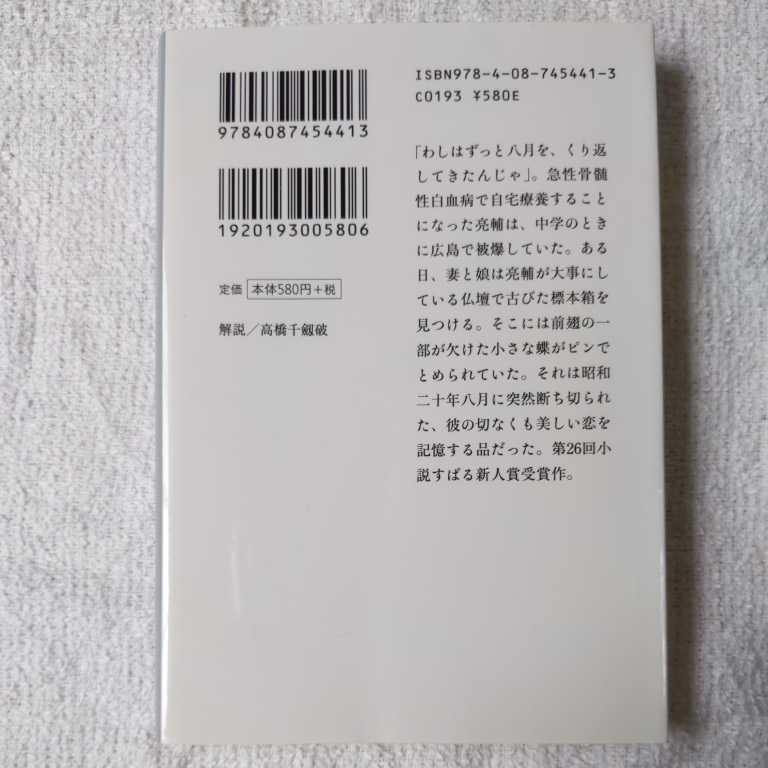 9784087454413
1920193005806
定価 本体580円+税
解説／高橋千劔破
ISBN978-4-08-745441-3
C0193 ¥580E
「わしはずっと八月を、くり返
してきたんじゃ」。急性骨髄
性白血病で自宅療養すること
になった亮輔は、中学のとき
に広島で被爆していた。ある
日、妻と娘は亮輔が大事にし
ている仏壇で古びた標本箱を
見つける。そこには前翅の一
部が欠けた小さな蝶がピンで
とめられていた。それは昭和
二十年八月に突然断ち切られ
た、彼の切なくも美しい恋を
記憶する品だった。第26回小
説すばる新人賞受賞作。